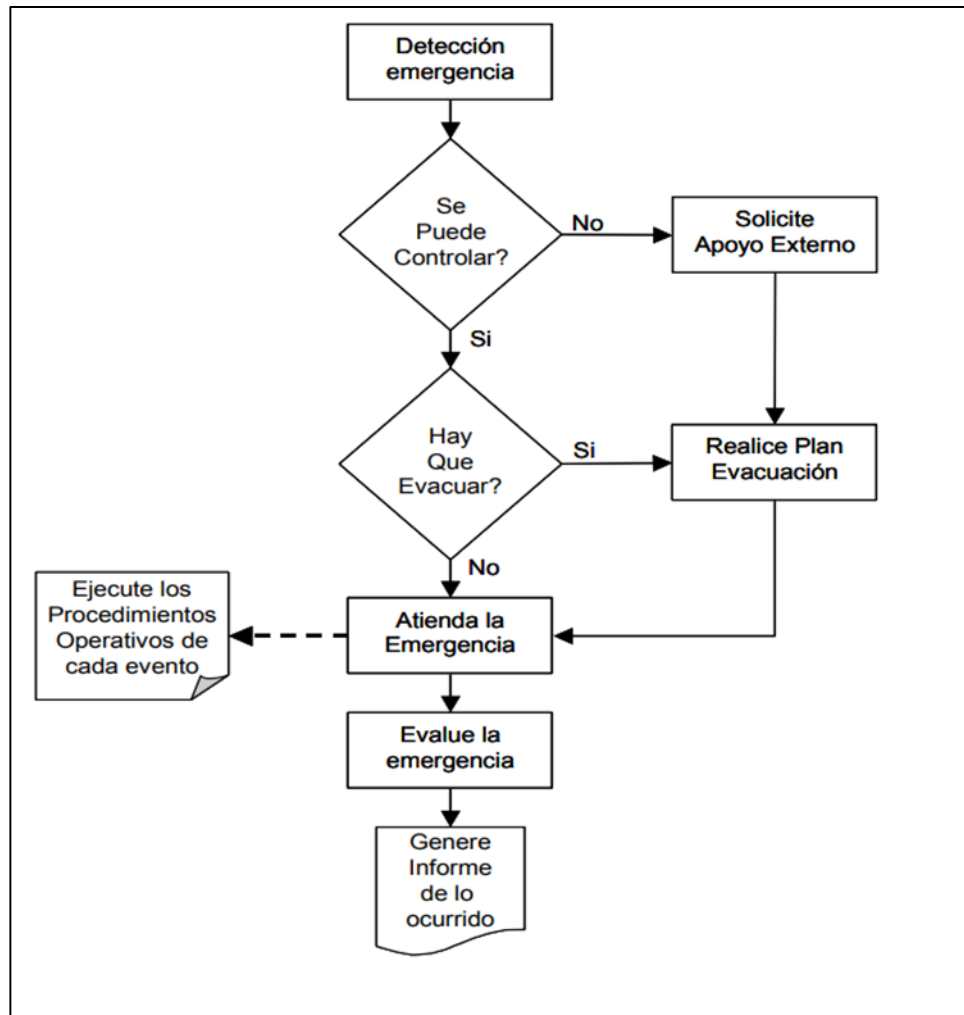 Detección
emergencia
Se
Puede
Controlar?
No
Solicite
Apoyo Externo
Si
Hay
Que
Evacuar?
Si
Realice Plan
Evacuación
No
Ejecute los
Procedimientos
Operativos de
cada evento
Atienda la
Emergencia
Evalue la
emergencia
Genere
Informe
de lo
ocurrido